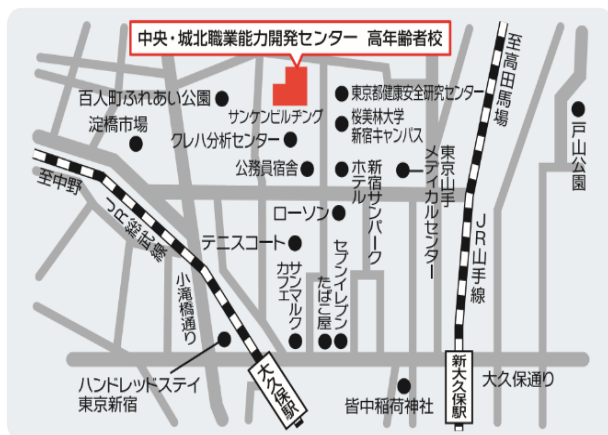 中央・城北職業能力開発センター 高年齢者校
至高田馬場
百人町ふれあい公園
東京都健康安全研究センター
淀橋市場
サンケンビルヂング
桜美林大学
新宿キャンパス
戸山公園
クレハ分析センター
公務員宿舎
新宿サンパーク
ホテル
東京山手
メディカルセンター
至中野
JR総武線
ローソン
JR山手線
テニスコート
小滝橋通り
サンマルク
カフェ
セブンイレブン
たばこ屋
大久保駅
新大久保駅
大久保通り
ハンドレッドステイ
東京新宿
皆中稲荷神社